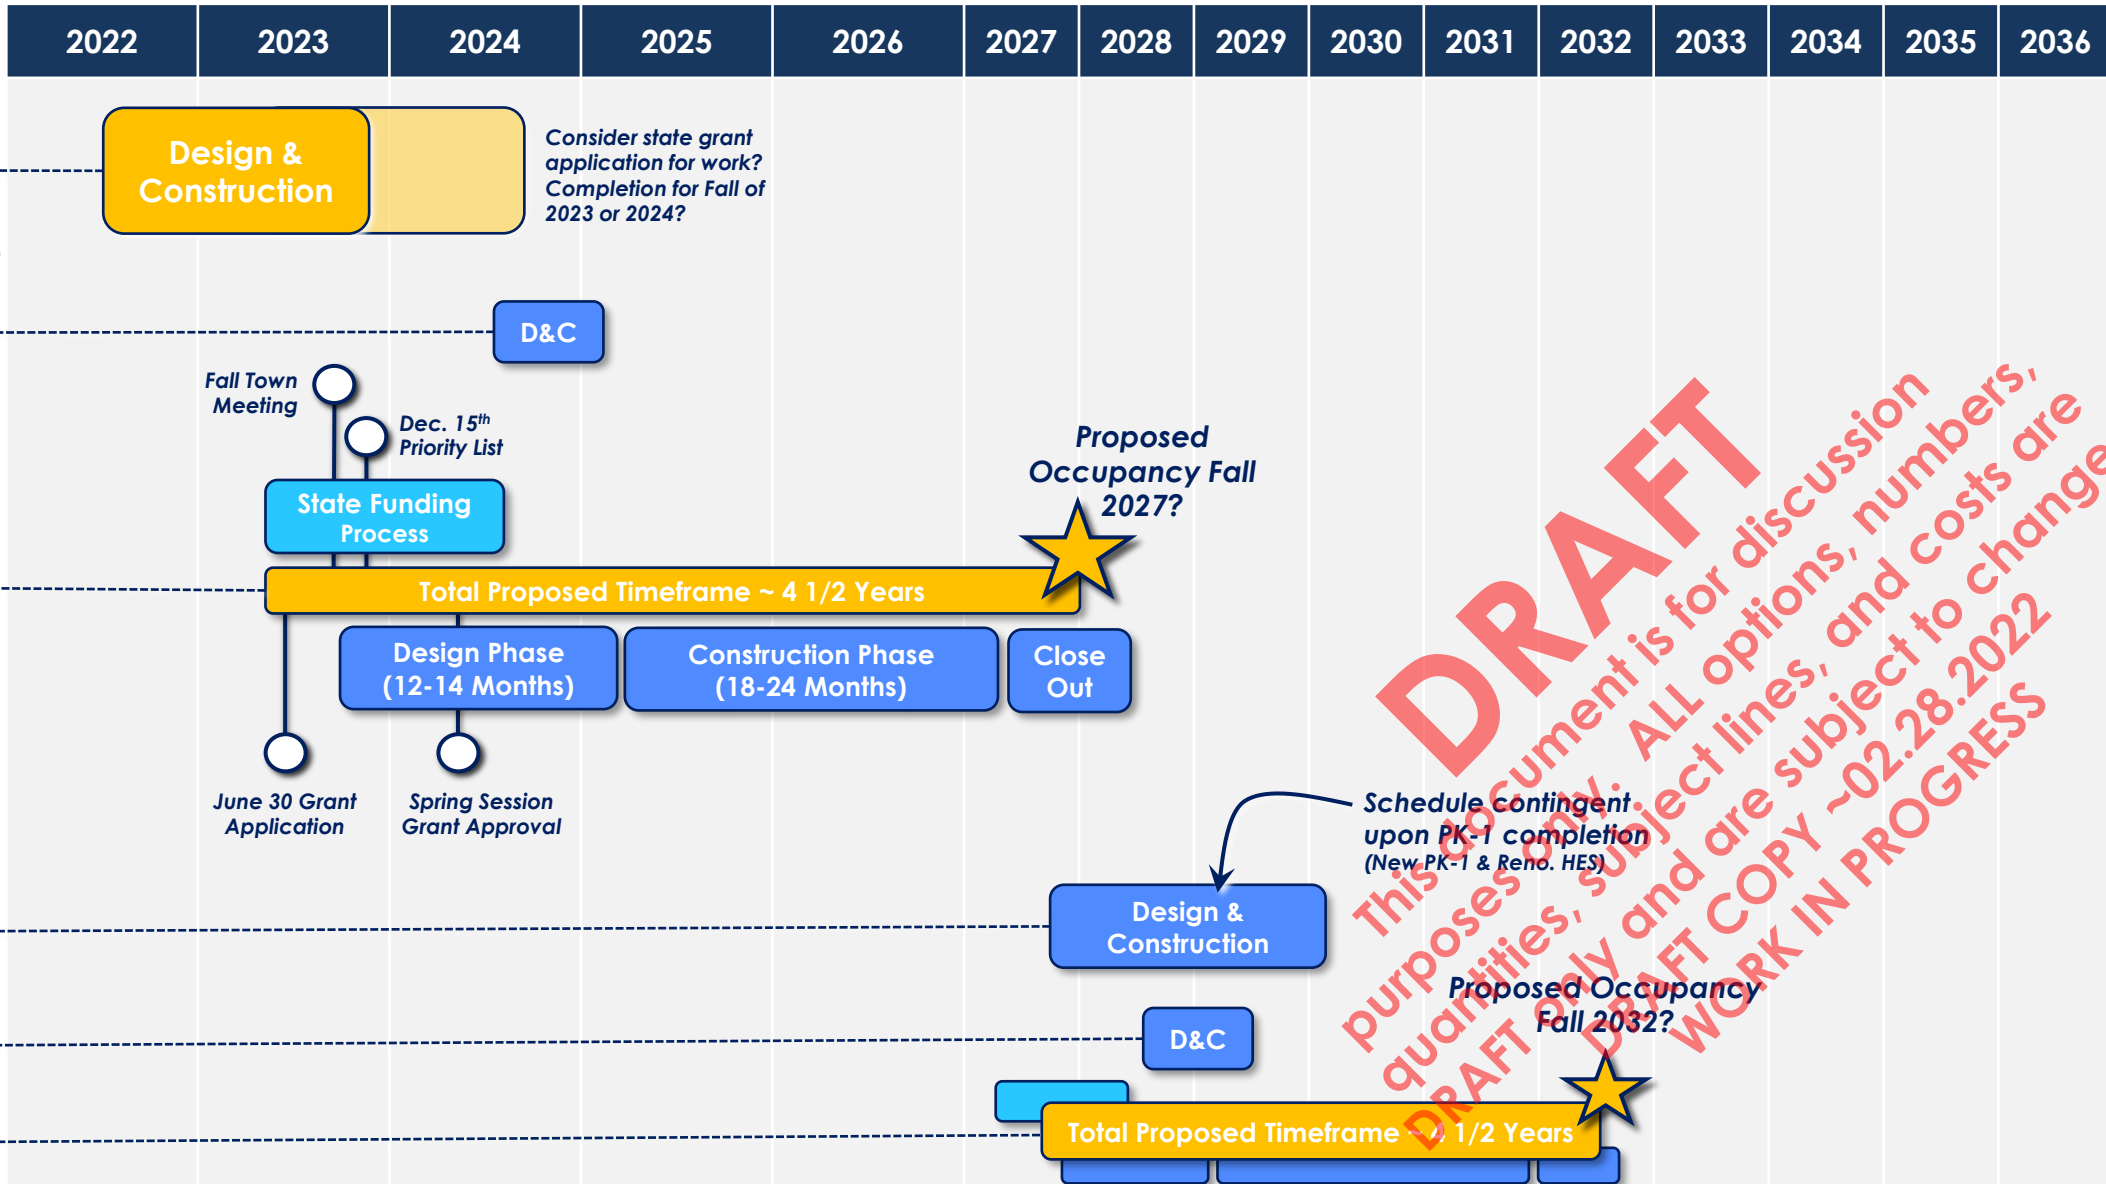 2022 2023 2024 2025 2026 2027 2028 2029 2030 2031 2032 2033 2034 2035 2036
Design &
Construction
Consider state grant
application for work?
Completion for Fall of
2023 or 2024?
D&C
Fall Town
Meeting
Dec. 15th
Priority List
State Funding
Process
Proposed
Occupancy Fall
2027?
Total Proposed Timeframe ~ 4 1/2 Years
Design Phase
(12-14 Months)
Construction Phase
(18-24 Months)
Close
Out
June 30 Grant
Application
Spring Session
Grant Approval
Schedule contingent
upon PK-1 completion
(New PK-1 & Reno. HES)
Design &
Construction
D&C
Proposed Occupancy
Fall 2032?
Total Proposed Timeframe ~ 4 1/2 Years
DRAFT
This document is for discussion
purposes only. ALL options, numbers,
quantities, subject lines, and costs are
DRAFT only and are subject to change
DRAFT COPY ~02.28.2022
WORK IN PROGRESS